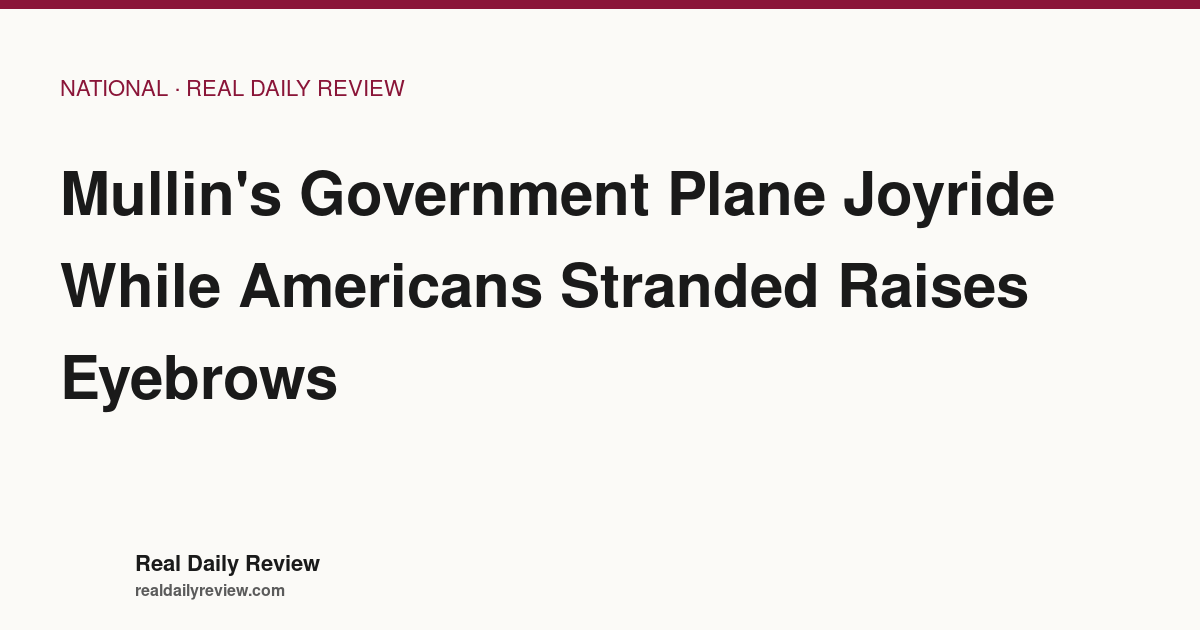 NATIONAL · REAL DAILY REVIEW
Mullin's Government Plane Joyride
While Americans Stranded Raises
Eyebrows
Real Daily Review
realdailyreview.com